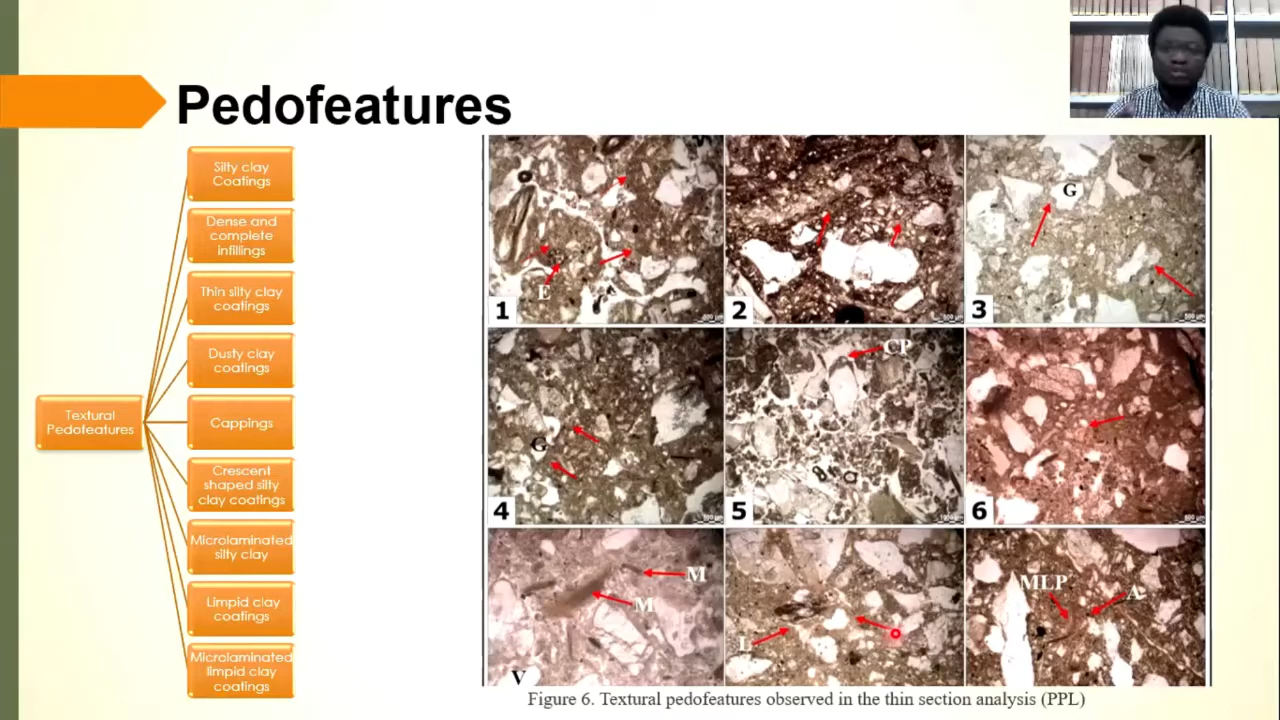 Pedofeatures
Silty clay
Coatings
Dense and
complete
infillings
Thin silty clay
coatings
Dusty clay
coatings
Textural
Pedofeatures
Cappings
Crescent
shaped silty
clay coatings
Microlaminated
silty clay
Limpid clay
coatings
Microlaminated
limpid clay
coatings
E
1
2
G
3
G
4
CP
5
6
M
M
V
L
MLP
A
Figure 6. Textural pedofeatures observed in the thin section analysis (PPL)